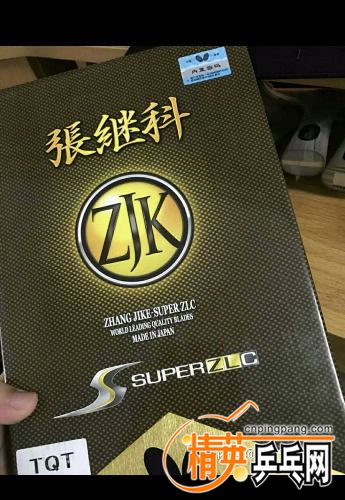 張継科
ZJK
ZHANG JIKE·SUPER ZLC
WORLD LEADING QUALITY BLADES
MADE IN JAPAN
SUPER ZLC
TQT
cnpingpang.com
精英乒乓网